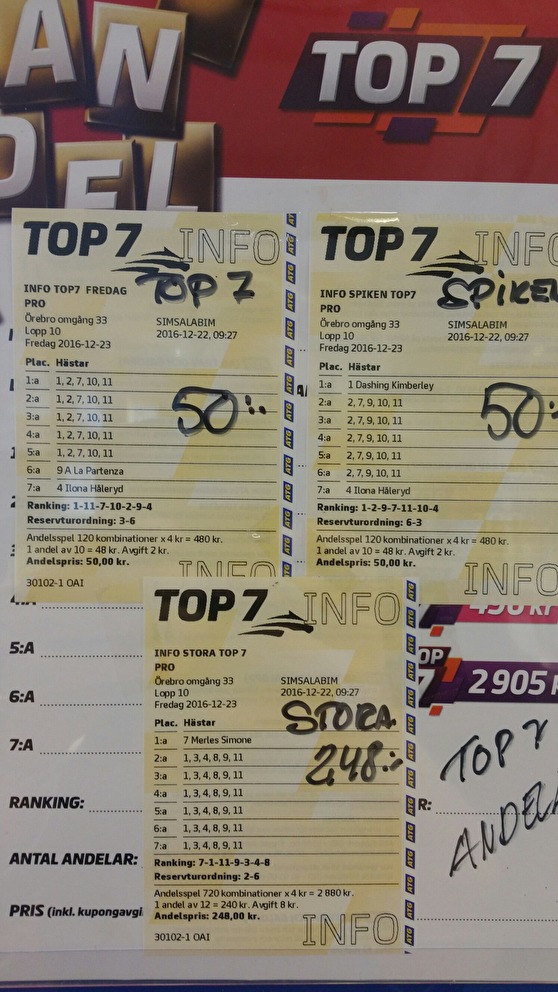 AN
DEL
TOP 7
TOP7 INFO
TOP 7
INFO TOP7 FREDAG
PRO
Örebro omgång 33 SIMSALABIM
Lopp 10 2016-12-22, 09:27
Fredag 2016-12-23
Plac. Hästar
1:a 1, 2, 7, 10, 11
2:a 1, 2, 7, 10, 11
3:a 1, 2, 7, 10, 11
4:a 1, 2, 7, 10, 11
5:a 1, 2, 7, 10, 11
6:a 9 A La Partenza
7:a 4 Ilona Håleryd
50:-
Ranking: 1-11-7-10-2-9-4
Reservturordning: 3-6
Andelsspel 120 kombinationer x 4 kr = 480 kr.
1 andel av 10 = 48 kr. Avgift 2 kr.
Andelspris: 50,00 kr.
INFO
30102-1 OAI
TOP7 INFO
SPIKEN
INFO SPIKEN TOP7
PRO
Örebro omgång 33 SIMSALABIM
Lopp 10 2016-12-22, 09:27
Fredag 2016-12-23
Plac. Hästar
1:a 1 Dashing Kimberley
2:a 2, 7, 9, 10, 11
3:a 2, 7, 9, 10, 11
4:a 2, 7, 9, 10, 11
5:a 2, 7, 9, 10, 11
6:a 2, 7, 9, 10, 11
7:a 4 Ilona Håleryd
50:-
Ranking: 1-2-9-7-11-10-4
Reservturordning: 6-3
Andelsspel 120 kombinationer x 4 kr = 480 kr.
1 andel av 10 = 48 kr. Avgift 2 kr.
Andelspris: 50,00 kr.
INFO
TOP7 INFO
INFO STORA TOP 7
PRO
Örebro omgång 33 SIMSALABIM
Lopp 10 2016-12-22, 09:27
Fredag 2016-12-23
STORA
248:-
Plac. Hästar
1:a 7 Merles Simone
2:a 1, 3, 4, 8, 9, 11
3:a 1, 3, 4, 8, 9, 11
4:a 1, 3, 4, 8, 9, 11
5:a 1, 3, 4, 8, 9, 11
6:a 1, 3, 4, 8, 9, 11
7:a 1, 3, 4, 8, 9, 11
Ranking: 7-1-11-9-3-4-8
Reservturordning: 2-6
Andelsspel 720 kombinationer x 4 kr = 2 880 kr.
1 andel av 12 = 240 kr. Avgift 8 kr.
Andelspris: 248,00 kr.
INFO
30102-1 OAI
5:A
6:A
7:A
RANKING:
ANTAL ANDELAR:
PRIS (inkl. kupongavgi
2 905
TOP 7
ANDELA
R: